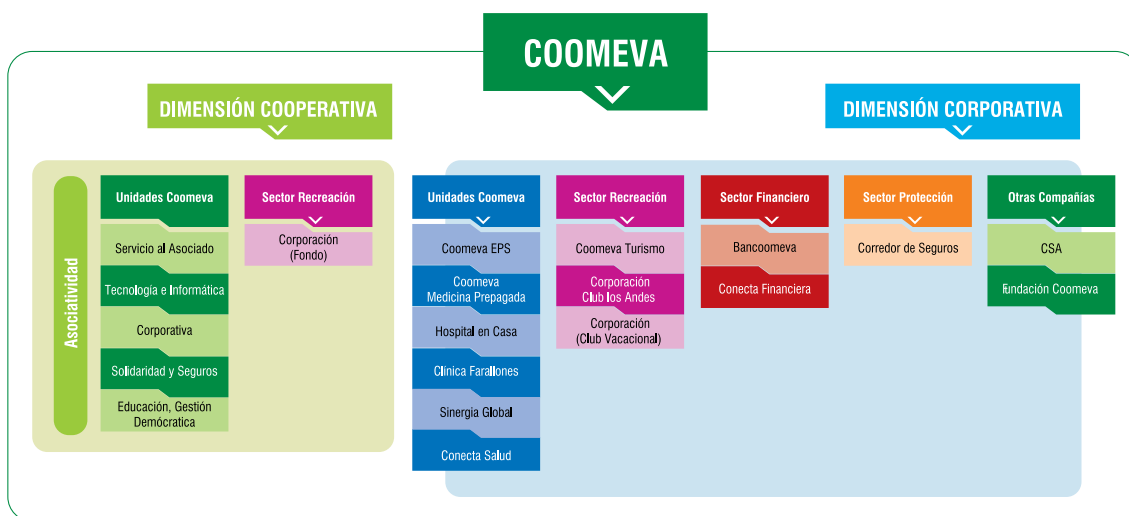 COOMEVA
DIMENSIÓN COOPERATIVA
DIMENSIÓN CORPORATIVA
Asociatividad
Unidades Coomeva
Servicio al Asociado
Tecnología e Informática
Corporativa
Solidaridad y Seguros
Educación, Gestión
Demócratica
Sector Recreación
Corporación
(Fondo)
Unidades Coomeva
Coomeva EPS
Coomeva
Medicina Prepagada
Hospital en Casa
Clínica Farallones
Sinergia Global
Conecta Salud
Sector Recreación
Coomeva Turismo
Corporación
Club los Andes
Corporación
(Club Vacacional)
Sector Financiero
Bancoomeva
Conecta Financiera
Sector Protección
Corredor de Seguros
Otras Compañías
CSA
Fundación Coomeva